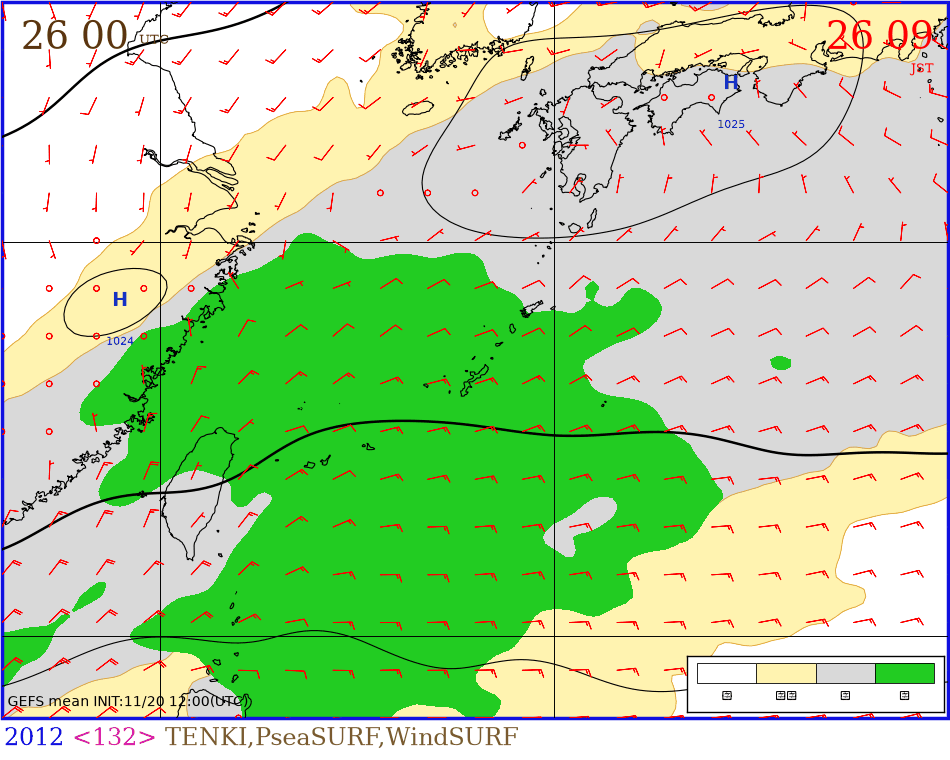 26 00 UTC
26 09 JST
H
1025
H
1024
GEFS mean INIT:11/20 12:00(UTC)
2012 <132> TENKI,PseaSURF,WindSURF